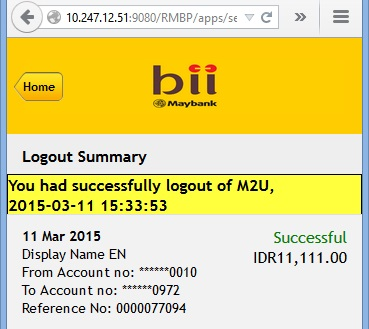 10.247.12.51:9080/RMBP/apps/se
Home
bii
Maybank
Logout Summary
You had successfully logout of M2U,
2015-03-11 15:33:53
11 Mar 2015
Successful
Display Name EN
IDR11,111.00
From Account no: ******0010
To Account no: ******0972
Reference No: 0000077094